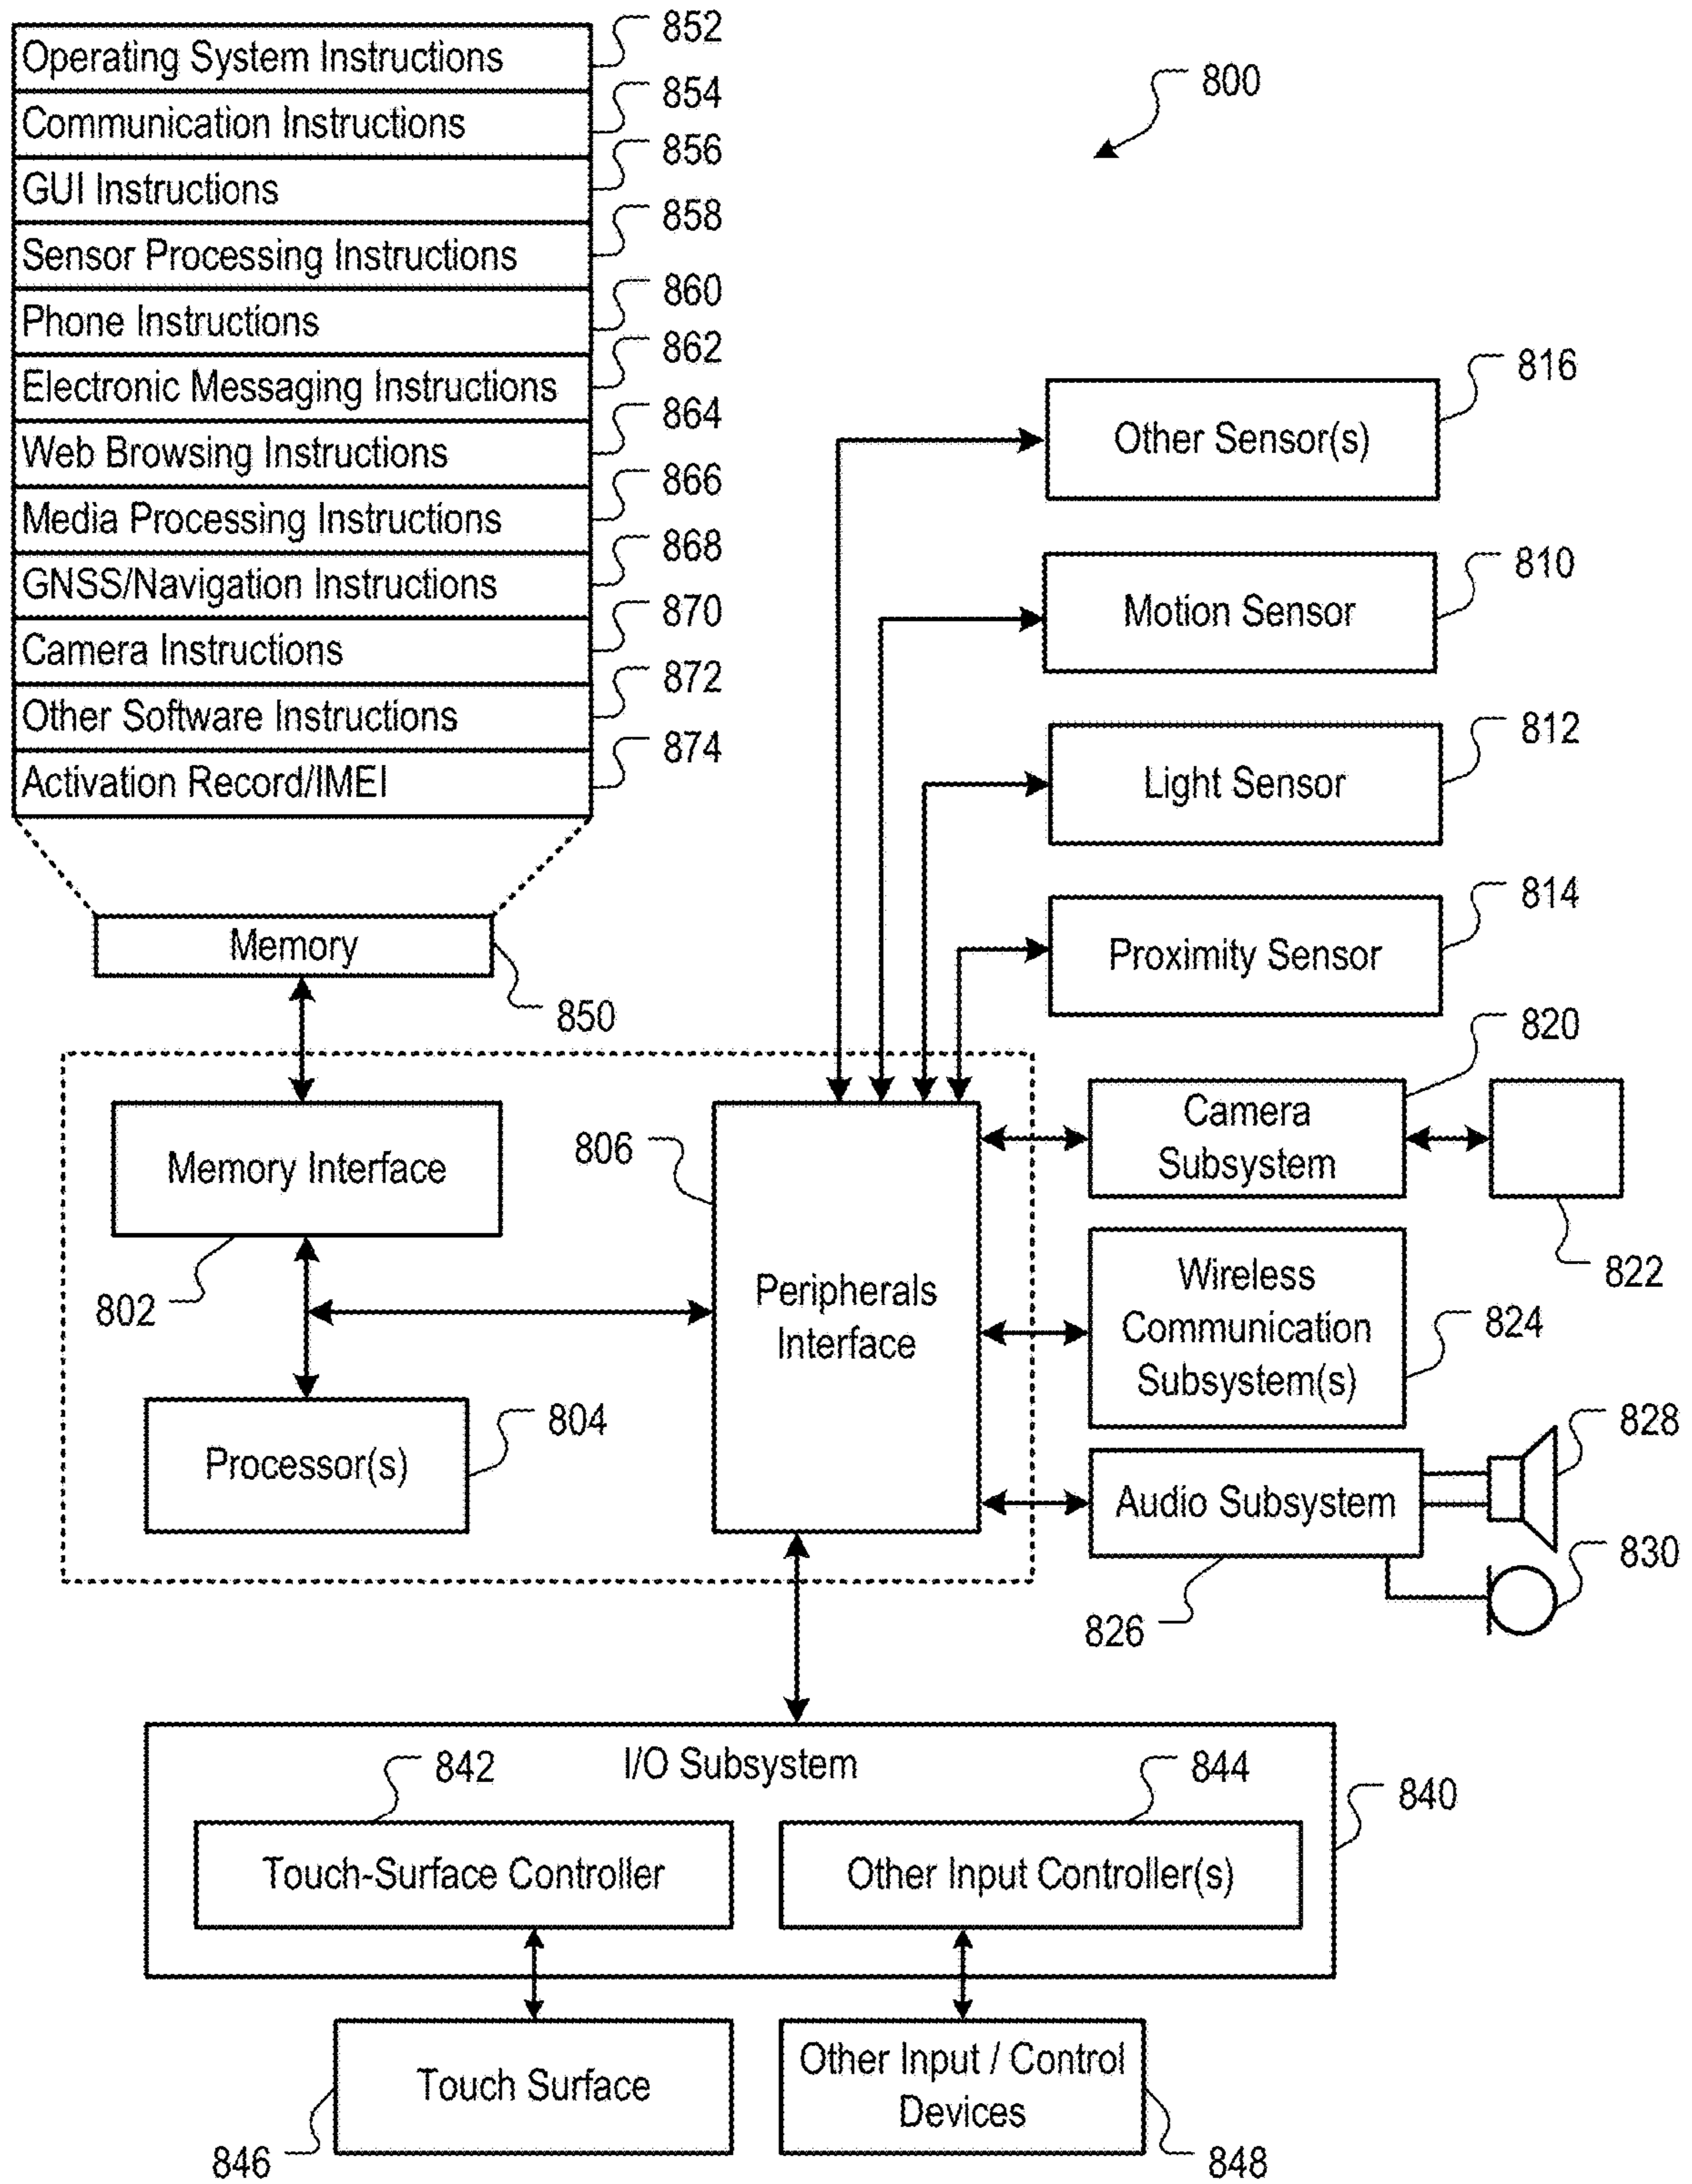 852
Operating System Instructions
854
Communication Instructions
856
GUI Instructions
858
Sensor Processing Instructions
860
Phone Instructions
862
Electronic Messaging Instructions
864
Web Browsing Instructions
866
Media Processing Instructions
868
GNSS/Navigation Instructions
870
Camera Instructions
872
Other Software Instructions
874
Activation Record/IMEI
800
816
Other Sensor(s)
810
Motion Sensor
812
Light Sensor
814
Proximity Sensor
Memory
850
820
Camera
Subsystem
822
Memory Interface
802
806
Peripherals
Interface
Wireless
Communication
Subsystem(s)
824
Processor(s)
804
Audio Subsystem
828
830
826
I/O Subsystem
842
844
840
Touch-Surface Controller
Other Input Controller(s)
Touch Surface
Other Input / Control
Devices
846
848